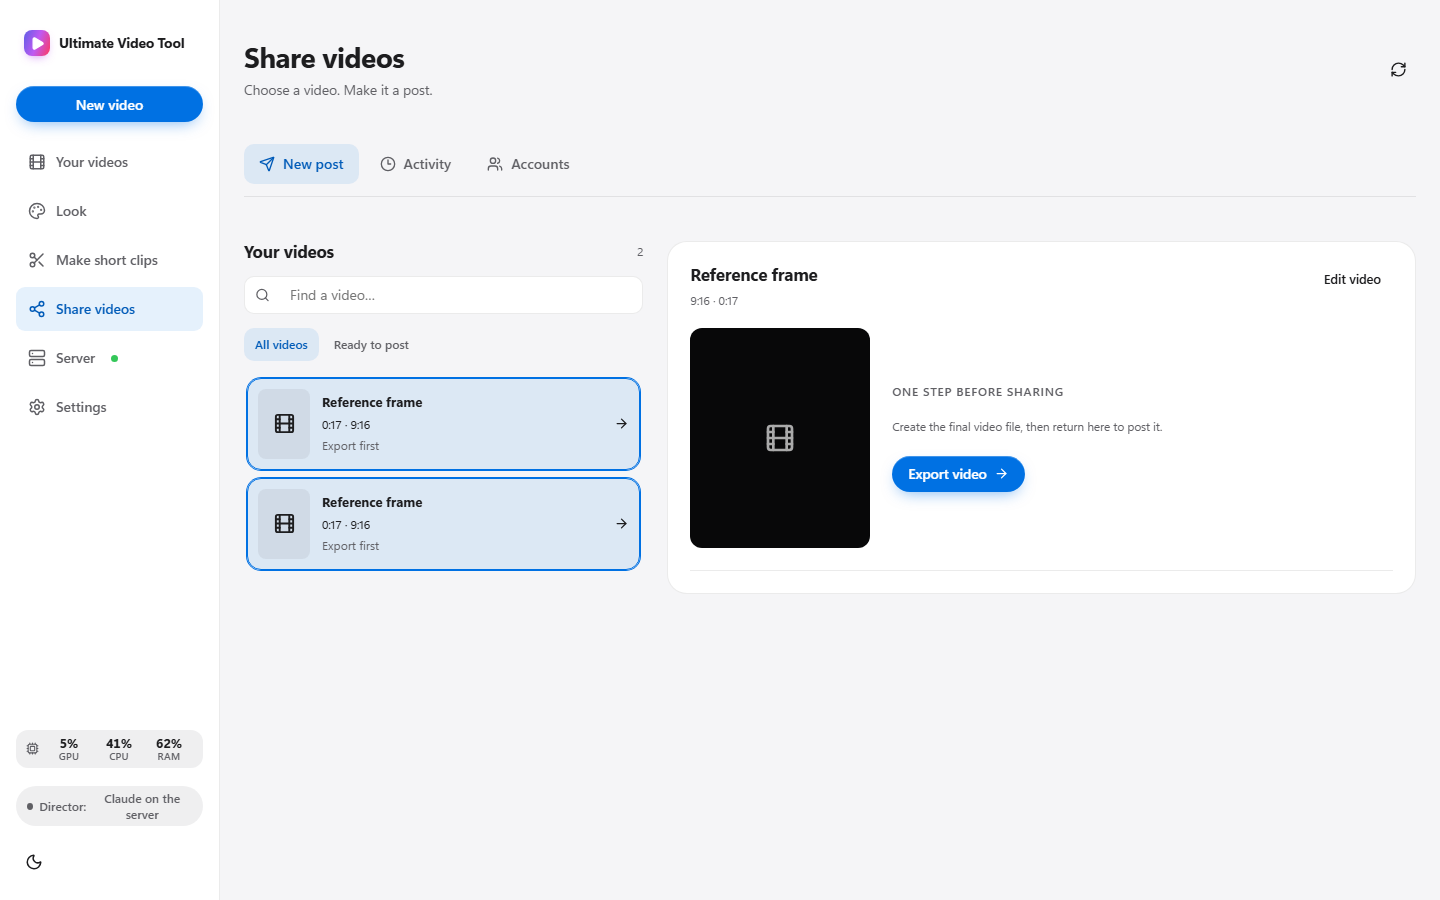 Ultimate Video Tool
New video
Your videos
Look
Make short clips
Share videos
Server
Settings
5%
GPU
41%
CPU
62%
RAM
Director:
Claude on the
server
Share videos
Choose a video. Make it a post.
New post
Activity
Accounts
Your videos
2
Find a video...
All videos
Ready to post
Reference frame
0:17 · 9:16
Export first
Reference frame
0:17 · 9:16
Export first
Reference frame
9:16 · 0:17
Edit video
ONE STEP BEFORE SHARING
Create the final video file, then return here to post it.
Export video